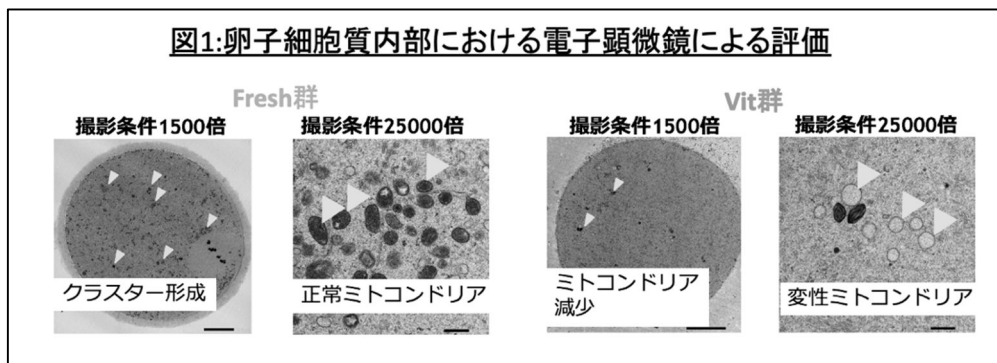 図1:卵子細胞質内部における電子顕微鏡による評価
Fresh群
撮影条件1500倍
撮影条件25000倍
クラスター形成
正常ミトコンドリア
Vit群
撮影条件1500倍
撮影条件25000倍
ミトコンドリア
減少
変性ミトコンドリア